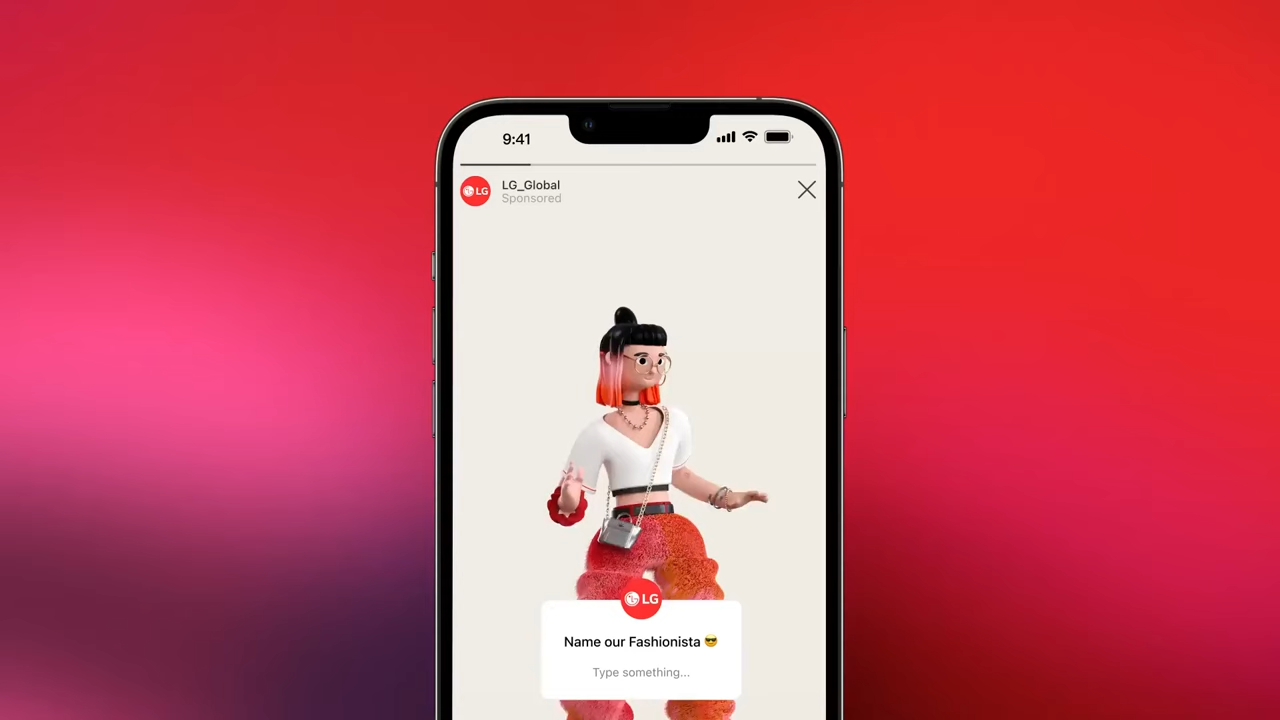 9:41
LG
LG_Global
Sponsored
LG
Name our Fashionista 😎
Type something...